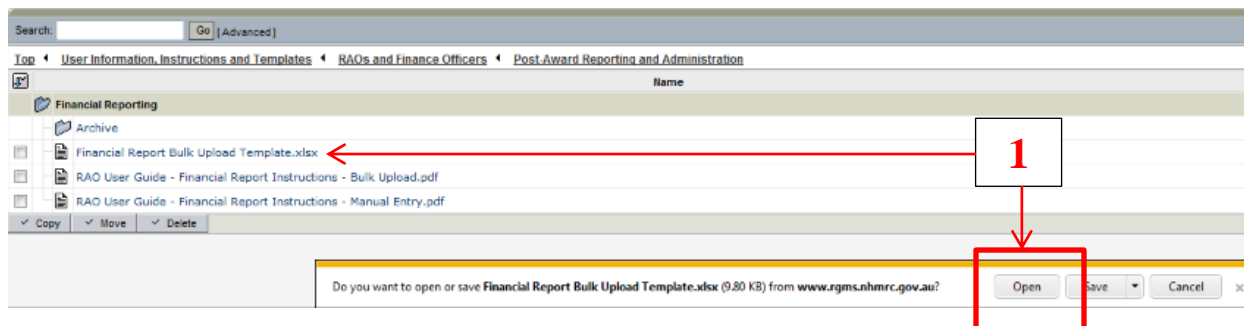 Search: Go [Advanced]
Top User Information, Instructions and Templates RAOs and Finance Officers Post-Award Reporting and Administration
Name
Financial Reporting
Archive
Financial Report Bulk Upload Template.xlsx
1
RAO User Guide - Financial Report Instructions - Bulk Upload.pdf
RAO User Guide - Financial Report Instructions - Manual Entry.pdf
Copy Move Delete
Do you want to open or save Financial Report Bulk Upload Template.xlsx (9.80 KB) from www.rgms.nhmrc.gov.au? Open Save Cancel